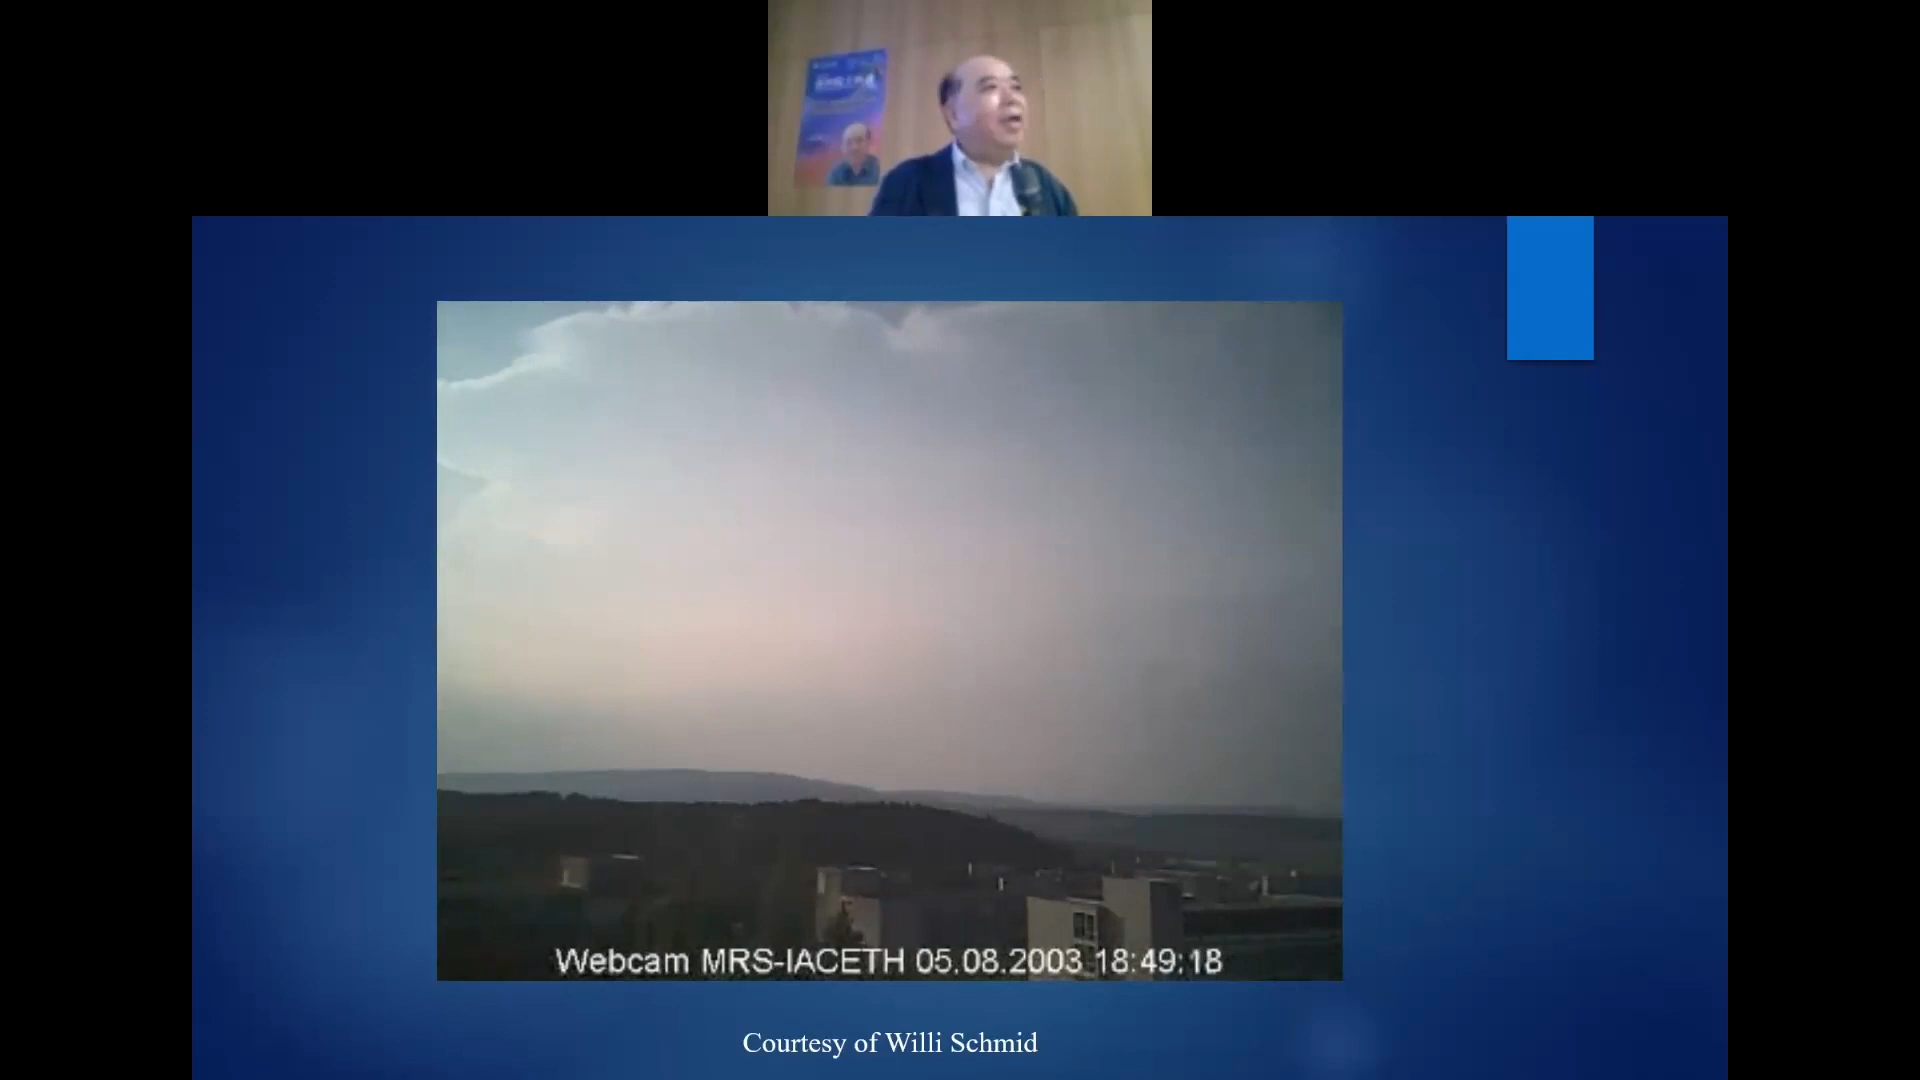 Webcam MRS-IACETH 05.08.2003 18:49:18
Courtesy of Willi Schmid